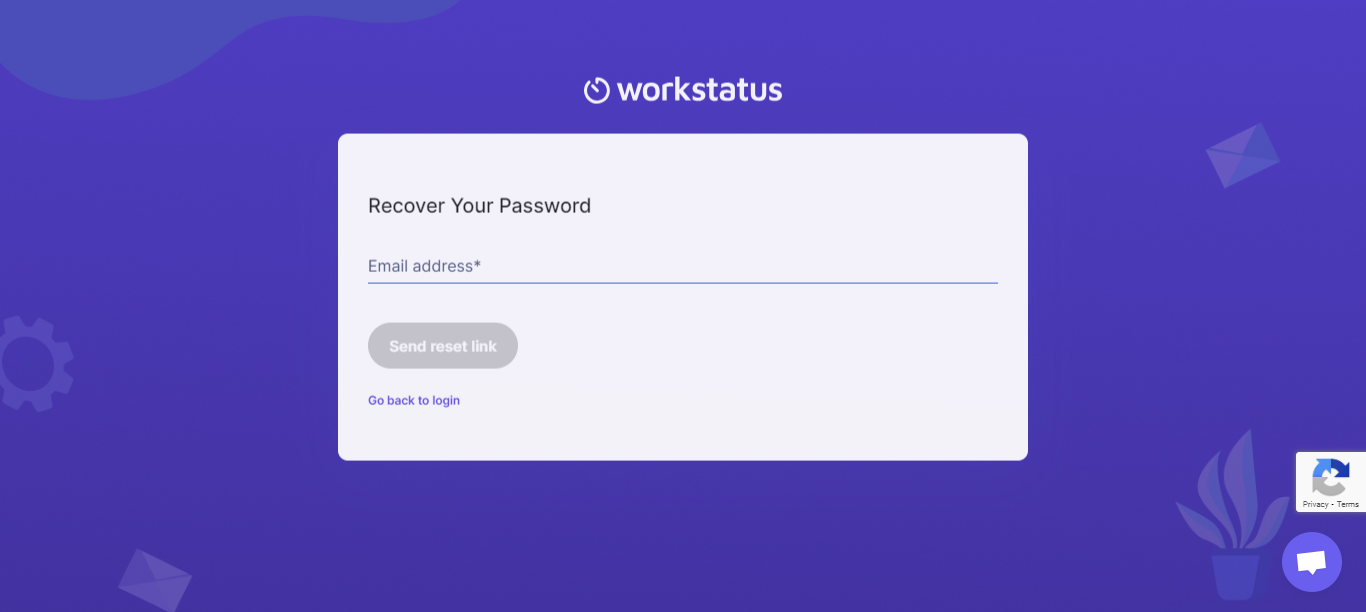 workstatus
Recover Your Password
Email address*
Send reset link
Go back to login
Privacy - Terms